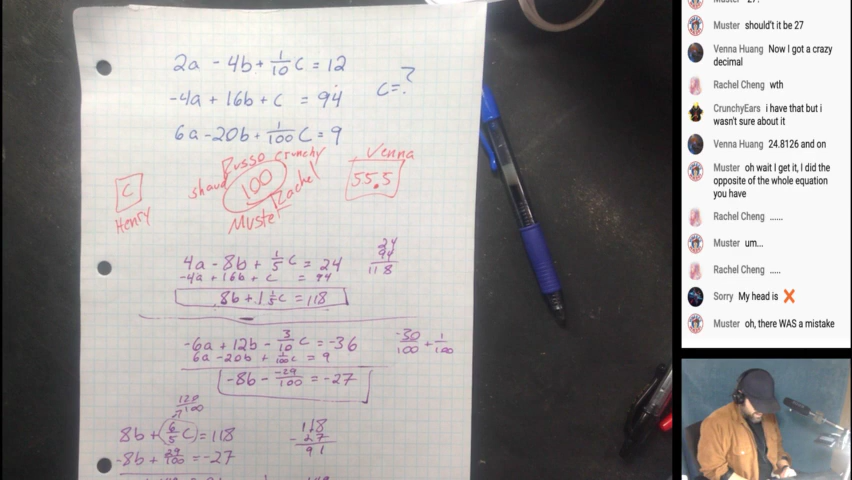 2a - 4b + 1/10 C = 12
-4a + 16b + C = 94
C = ?
6a - 20b + 1/100 C = 9
Russo Crunchy
Venna
Shaud
100
Rachel
55.5
C
Henry
Muster
4a - 8b + 1/5 C = 24
-4a + 16b + C = 94
8b + 1 1/5 C = 118
24
94
118
-6a + 12b - 3/10 C = -36
6a - 20b + 1/100 C = 9
-8b - -29/100 = -27
-30/100 + 1/100
120/100
8b + 6/5 C = 118
-8b + 29/100 = -27
118
- 27
91
Muster should't it be 27
Venna Huang Now I got a crazy
decimal
Rachel Cheng wth
CrunchyEars i have that but i
wasn't sure about it
Venna Huang 24.8126 and on
Muster oh wait I get it, I did the
opposite of the whole equation
you have
Rachel Cheng ......
Muster um...
Rachel Cheng .....
Sorry My head is ❌
Muster oh, there WAS a mistake